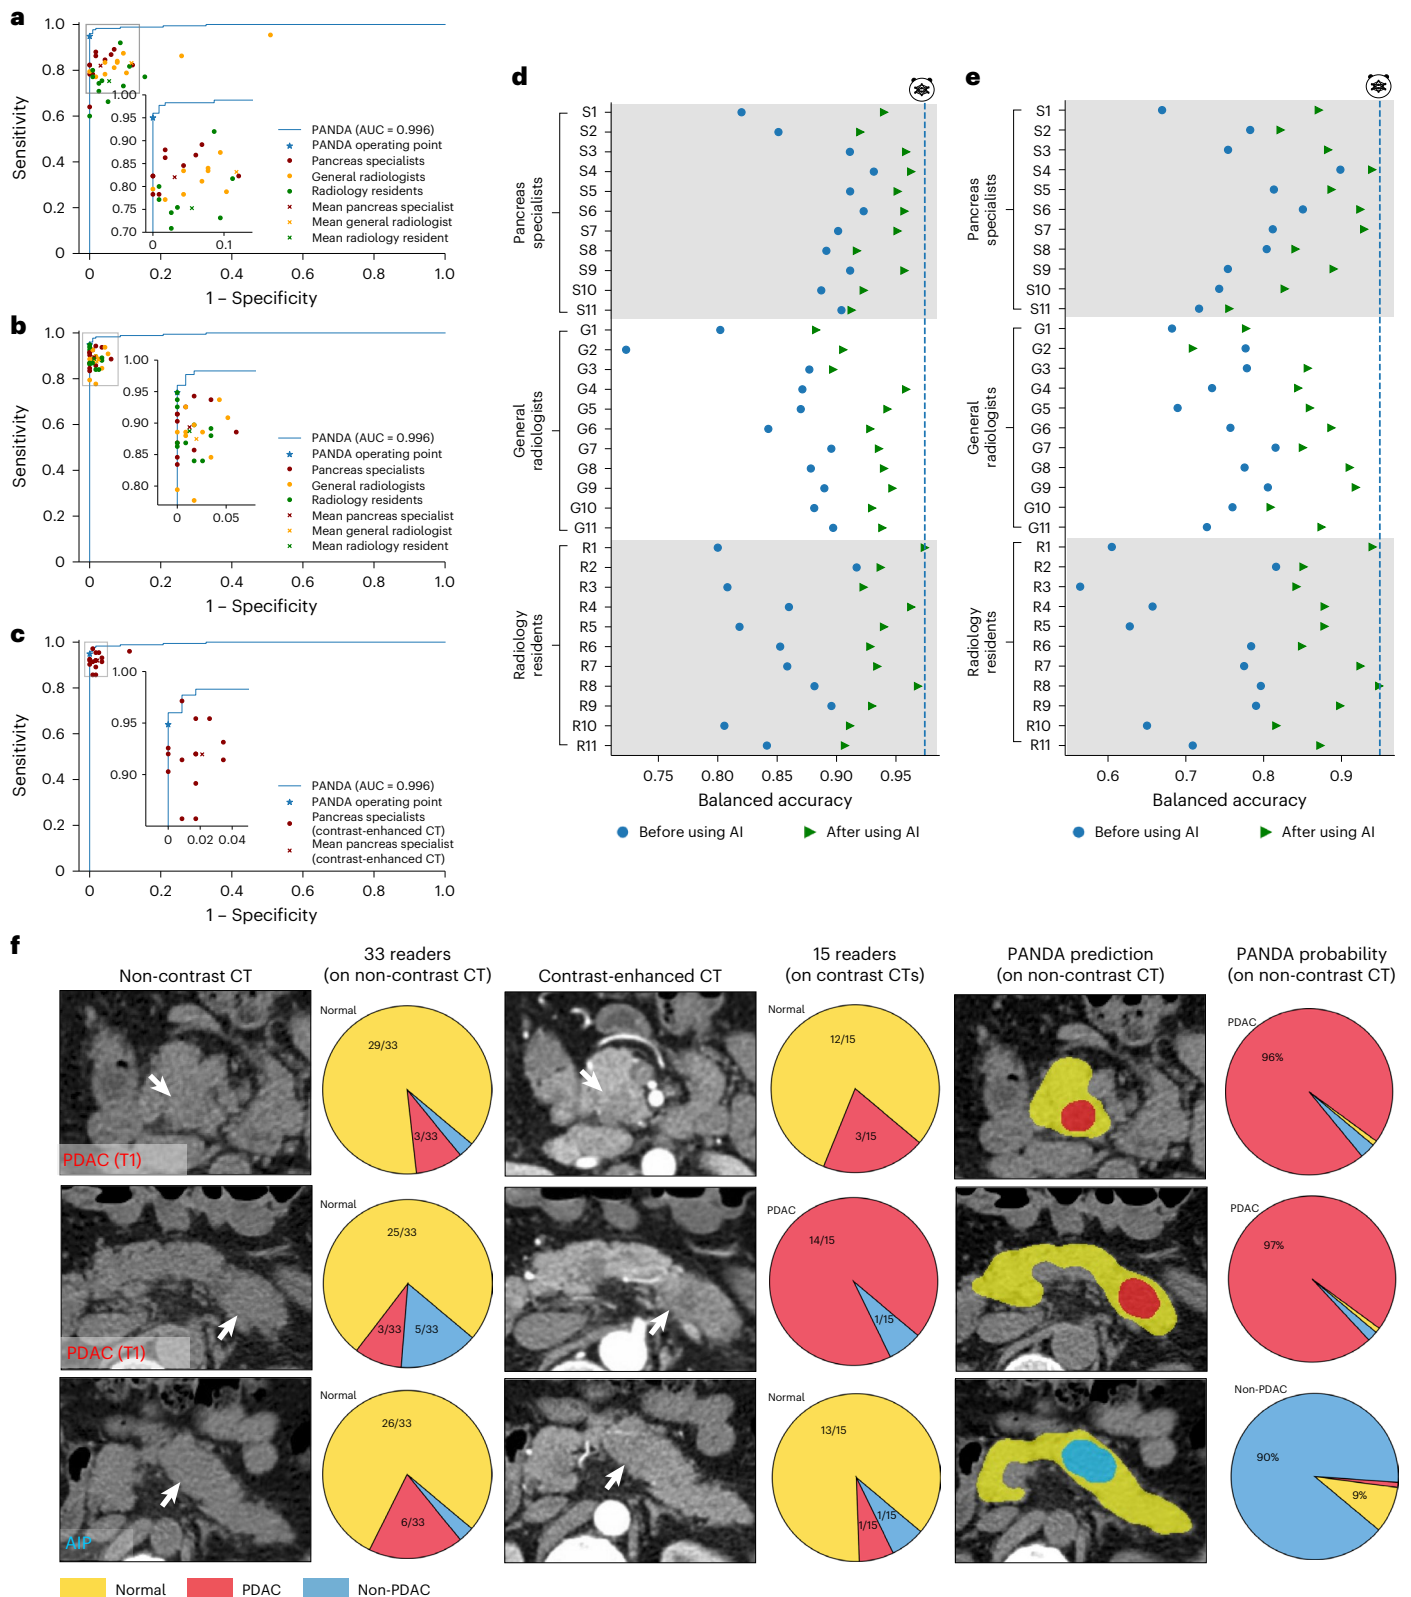 a
1.0
0.8
0.6
0.4
0.2
0
Sensitivity
0 0.2 0.4 0.6 0.8 1.0
1 – Specificity
1.00
0.95
0.90
0.85
0.80
0.75
0.70
0 0.1
PANDA (AUC = 0.996)
PANDA operating point
Pancreas specialists
General radiologists
Radiology residents
Mean pancreas specialist
Mean general radiologist
Mean radiology resident
b
1.0
0.8
0.6
0.4
0.2
0
Sensitivity
0 0.2 0.4 0.6 0.8 1.0
1 – Specificity
1.00
0.95
0.90
0.85
0.80
0 0.05
PANDA (AUC = 0.996)
PANDA operating point
Pancreas specialists
General radiologists
Radiology residents
Mean pancreas specialist
Mean general radiologist
Mean radiology resident
c
1.0
0.8
0.6
0.4
0.2
0
Sensitivity
0 0.2 0.4 0.6 0.8 1.0
1 – Specificity
1.00
0.95
0.90
0 0.02 0.04
PANDA (AUC = 0.996)
PANDA operating point
Pancreas specialists
(contrast-enhanced CT)
Mean pancreas specialist
(contrast-enhanced CT)
d
Pancreas
specialists
S1
S2
S3
S4
S5
S6
S7
S8
S9
S10
S11
General
radiologists
G1
G2
G3
G4
G5
G6
G7
G8
G9
G10
G11
Radiology
residents
R1
R2
R3
R4
R5
R6
R7
R8
R9
R10
R11
0.75 0.80 0.85 0.90 0.95
Balanced accuracy
Before using AI After using AI
e
Pancreas
specialists
S1
S2
S3
S4
S5
S6
S7
S8
S9
S10
S11
General
radiologists
G1
G2
G3
G4
G5
G6
G7
G8
G9
G10
G11
Radiology
residents
R1
R2
R3
R4
R5
R6
R7
R8
R9
R10
R11
0.6 0.7 0.8 0.9
Balanced accuracy
Before using AI After using AI
f
Non-contrast CT
33 readers
(on non-contrast CT)
Contrast-enhanced CT
15 readers
(on contrast CTs)
PANDA prediction
(on non-contrast CT)
PANDA probability
(on non-contrast CT)
PDAC (T1)
Normal
29/33
3/33
Normal
12/15
3/15
PDAC
96%
PDAC (T1)
Normal
25/33
3/33
5/33
PDAC
14/15
1/15
PDAC
97%
AIP
Normal
26/33
6/33
Normal
13/15
1/15
1/15
Non-PDAC
90%
9%
Normal PDAC Non-PDAC